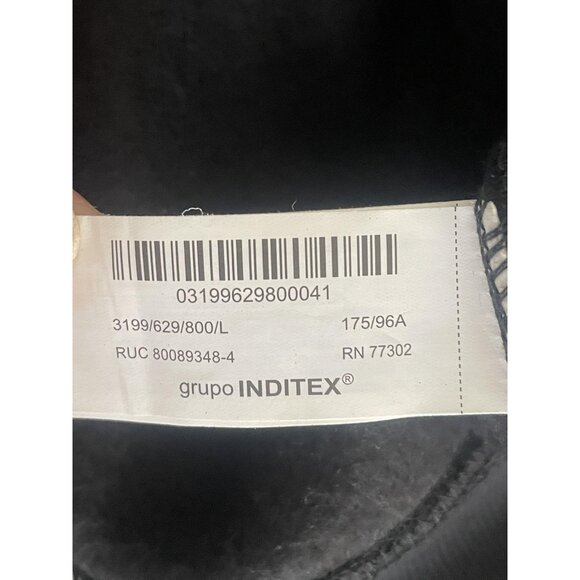 03199629800041
3199/629/800/L 175/96A
RUC 80089348-4 RN 77302
grupo INDITEX®